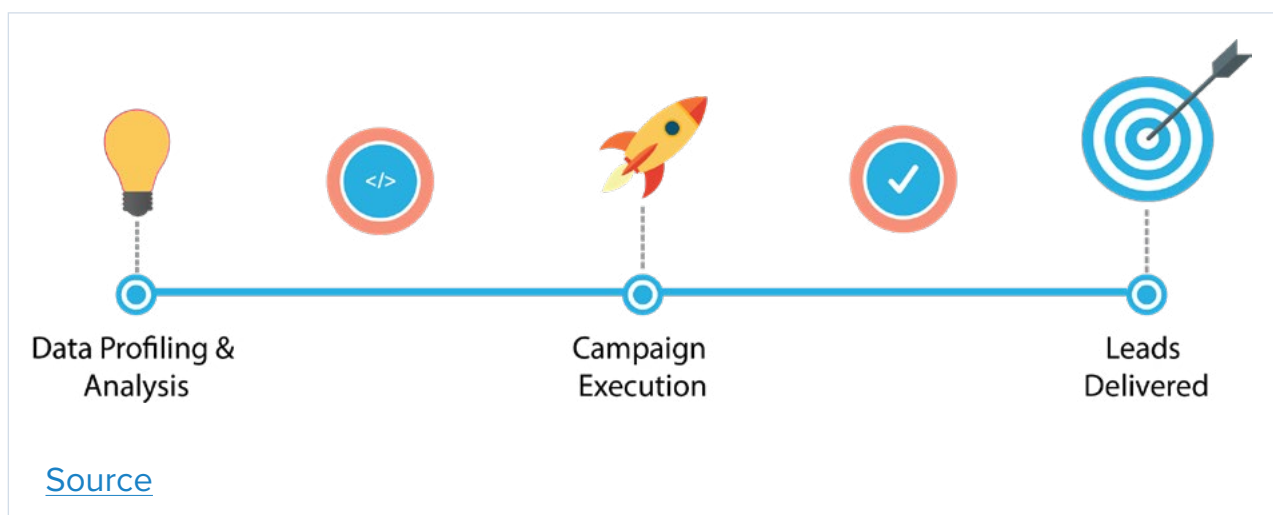 </>
Data Profiling &
Analysis
Campaign
Execution
Leads
Delivered
Source